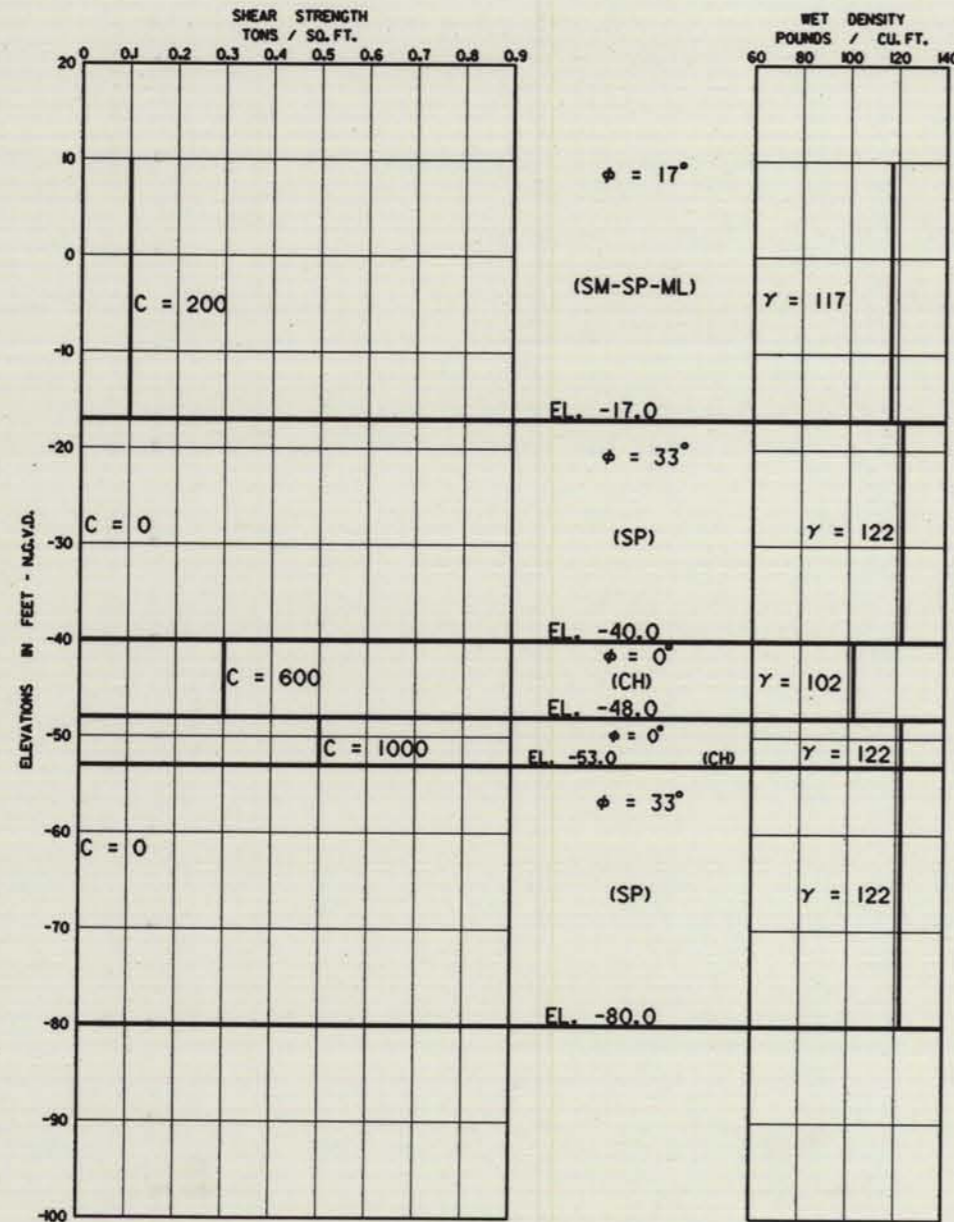 SHEAR STRENGTH
TONS / SQ. FT.
0 0.1 0.2 0.3 0.4 0.5 0.6 0.7 0.8 0.9
WET DENSITY
POUNDS / CU. FT.
60 80 100 120 140
ELEVATIONS IN FEET - N.G.V.D.
20
10
0
-10
-20
-30
-40
-50
-60
-70
-80
-90
-100
C = 200
φ = 17°
(SM-SP-ML)
γ = 117
EL. -17.0
C = 0
φ = 33°
(SP)
γ = 122
EL. -40.0
C = 600
φ = 0°
(CH)
γ = 102
EL. -48.0
C = 1000
φ = 0°
EL. -53.0 (CH)
γ = 122
C = 0
φ = 33°
(SP)
γ = 122
EL. -80.0